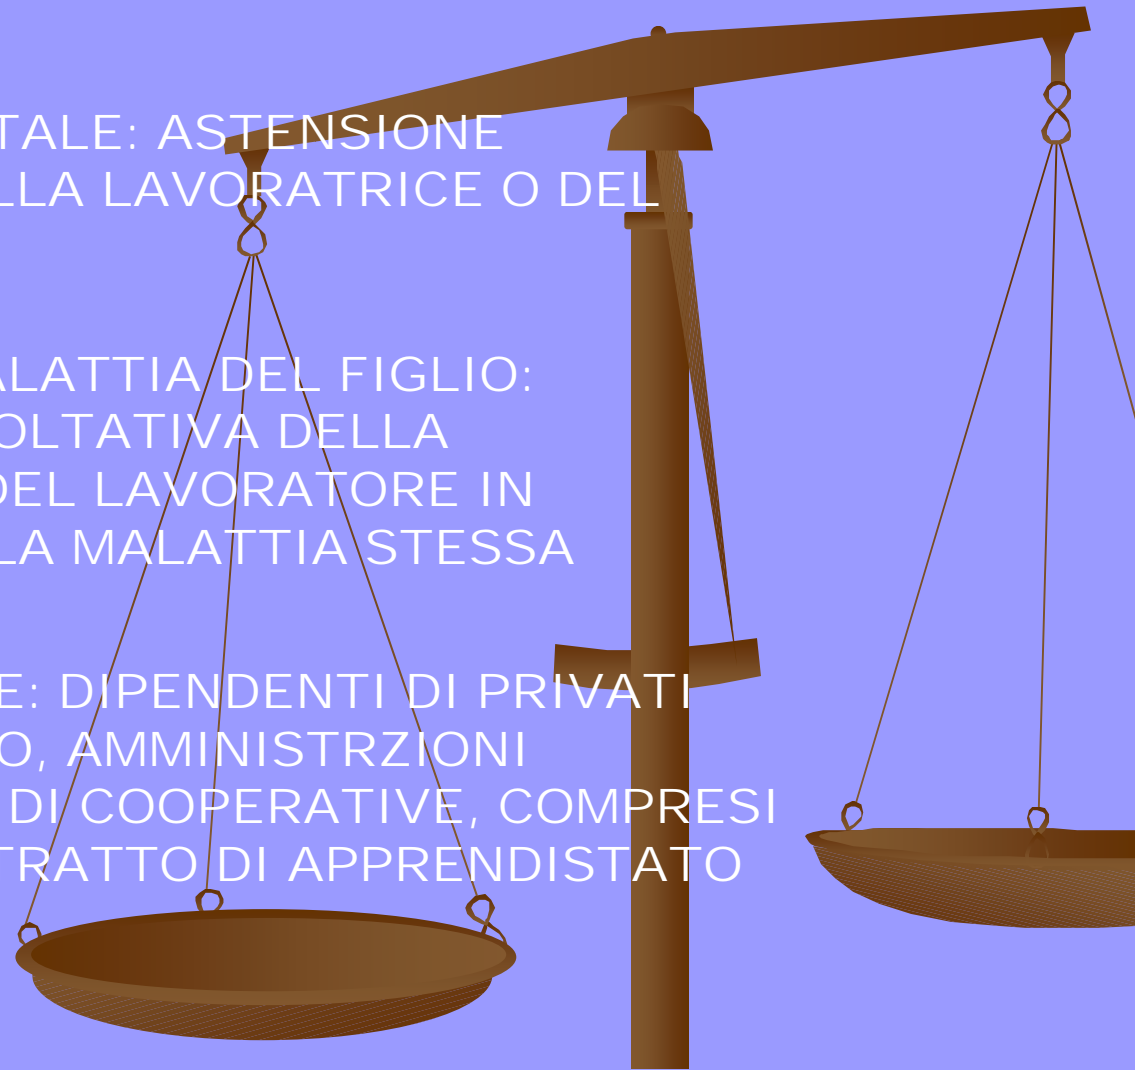 TALE: ASTENSIONE
LLA LAVORATRICE O DEL
ALATTIA DEL FIGLIO:
OLTATIVA DELLA
DEL LAVORATORE IN
LA MALATTIA STESSA
E: DIPENDENTI DI PRIVATI
O, AMMINISTRZIONI
DI COOPERATIVE, COMPRESI
TRATTO DI APPRENDISTATO